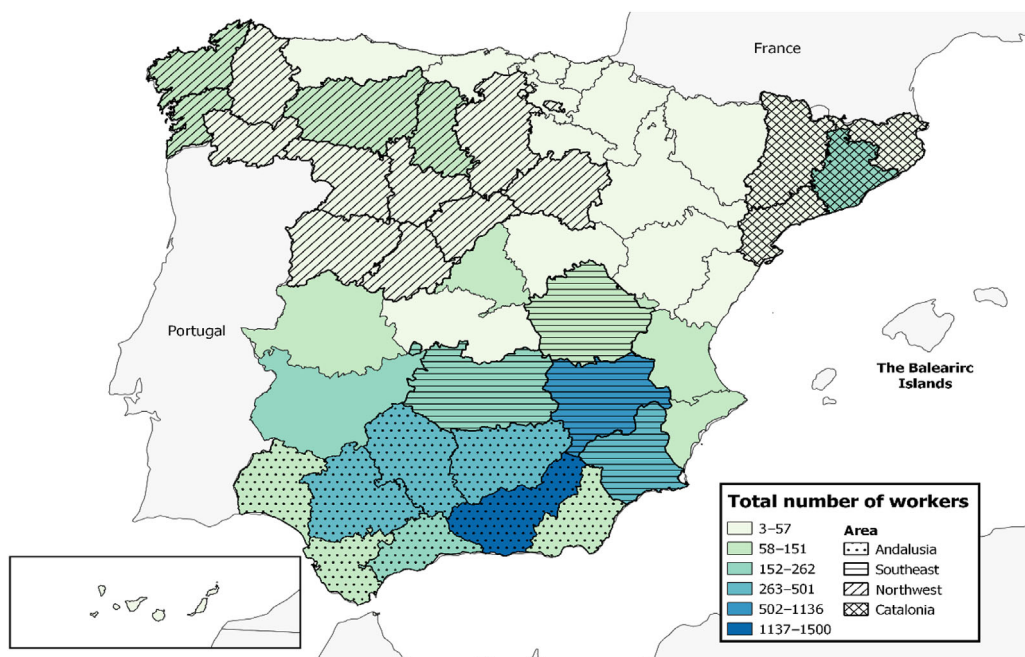 France
Portugal
The Balearirc
Islands
Total number of workers
3–57
58–151
152–262
263–501
502–1136
1137–1500
Area
Andalusia
Southeast
Northwest
Catalonia